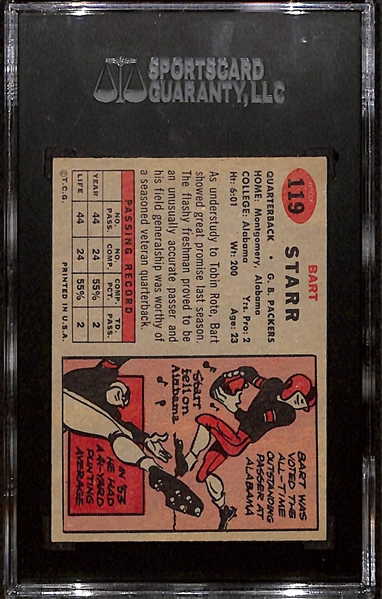 SPORTSCARD
GUARANTY, LLC
119
BART
STARR
QUARTERBACK • G. B. PACKERS
HOME: Montgomery, Alabama
COLLEGE: Alabama Yrs. Pro: 2
Ht: 6:01 Wt: 200 Age: 23
As understudy to Tobin Rote, Bart
showed great promise last season.
The flashy freshman proved to be
an unusually accurate passer and
his field generalship was worthy of
a seasoned veteran quarterback.
PASSING RECORD
NO. NO. COMP. TD.
PASS. COMP. PCT. PASS.
YEAR 44 24 55% 2
LIFE 44 24 55% 2
©T.C.G. PRINTED IN U.S.A.
BART WAS
VOTED THE
ALL-TIME
OUTSTANDING
PASSER AT
ALABAMA
Starr
fell on
Alabama
IN '53
HE HAD
A 41-YARD
PUNTING
AVERAGE